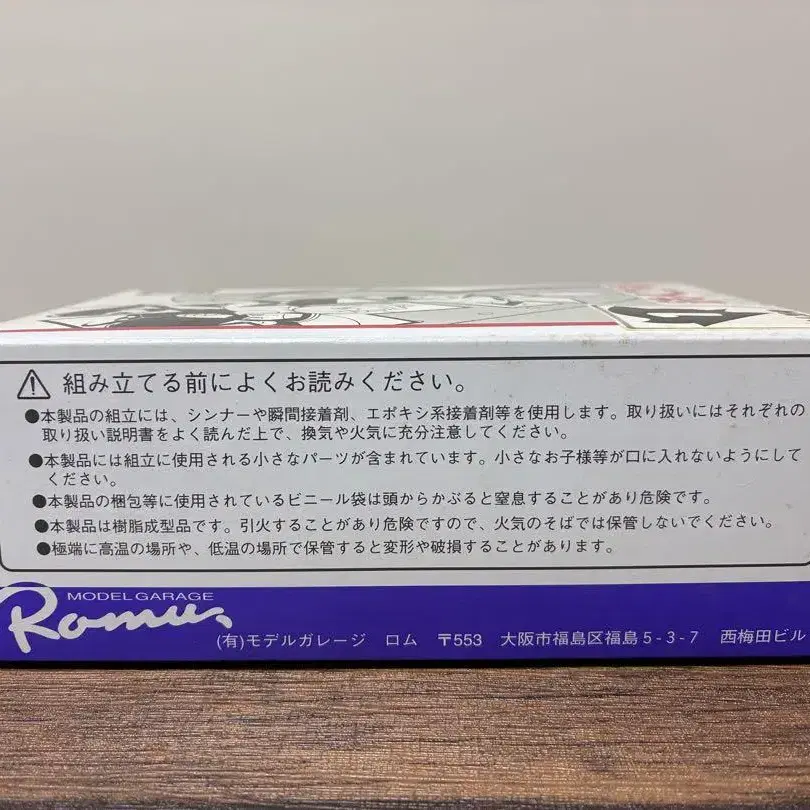 ⚠ 組み立てる前によくお読みください。
●本製品の組立には、シンナーや瞬間接着剤、エポキシ系接着剤等を使用します。取り扱いにはそれぞれの
取り扱い説明書をよく読んだ上で、換気や火気に充分注意してください。
●本製品には組立に使用される小さなパーツが含まれています。小さなお子様等が口に入れないようにして
ください。
●本製品の梱包等に使用されているビニール袋は頭からかぶると窒息することがあり危険です。
●本製品は樹脂成型品です。引火することがあり危険ですので、火気のそばでは保管しないでください。
●極端に高温の場所や、低温の場所で保管すると変形や破損することがあります。
MODEL GARAGE
Romu
(有)モデルガレージ ロム 〒553 大阪市福島区福島5-3-7 西梅田ビル